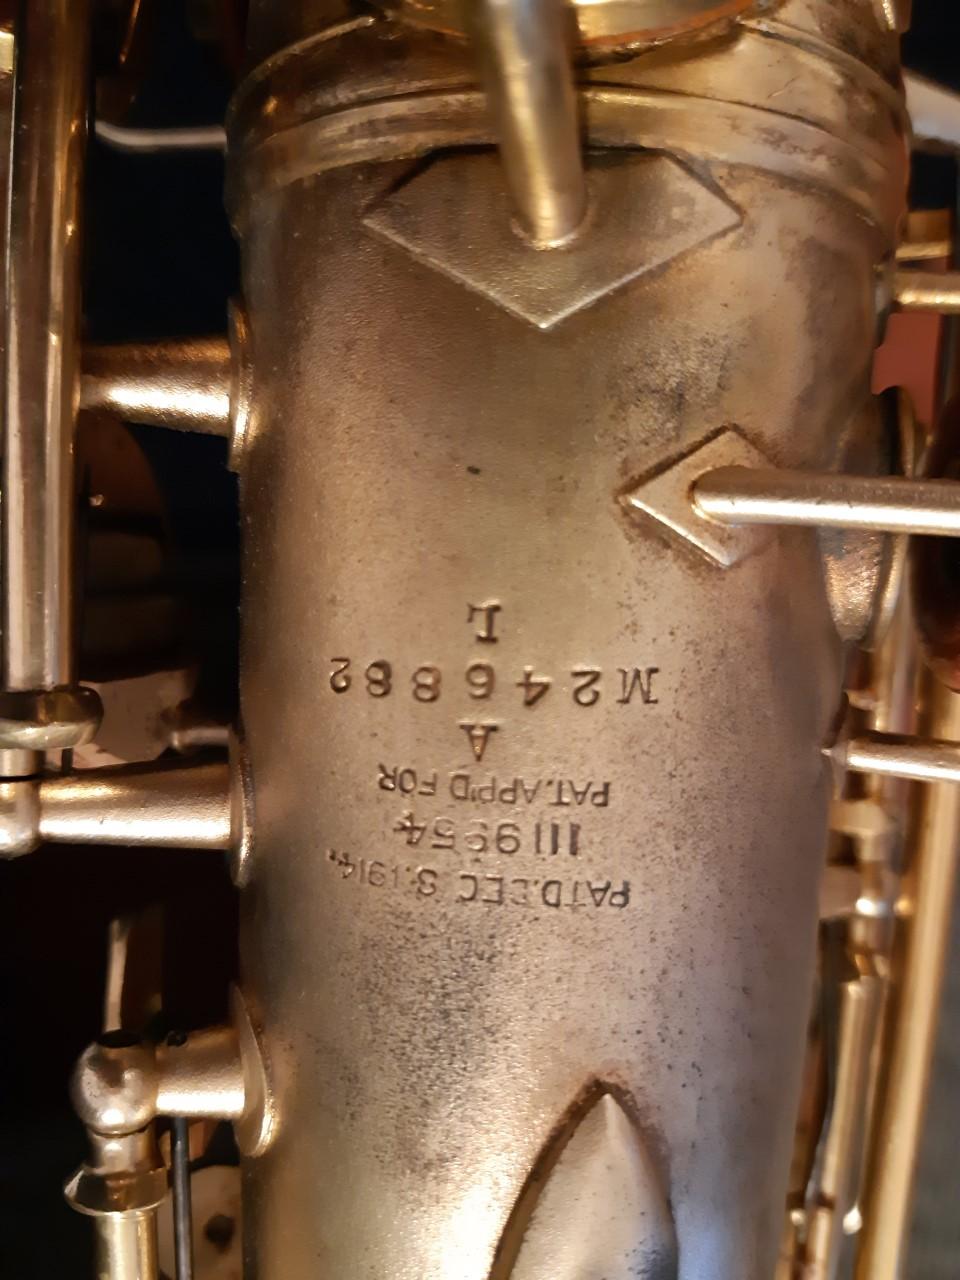 PAT'D.DEC 8.1914.
1119954
PAT.APP'D FOR
A
M246882
L